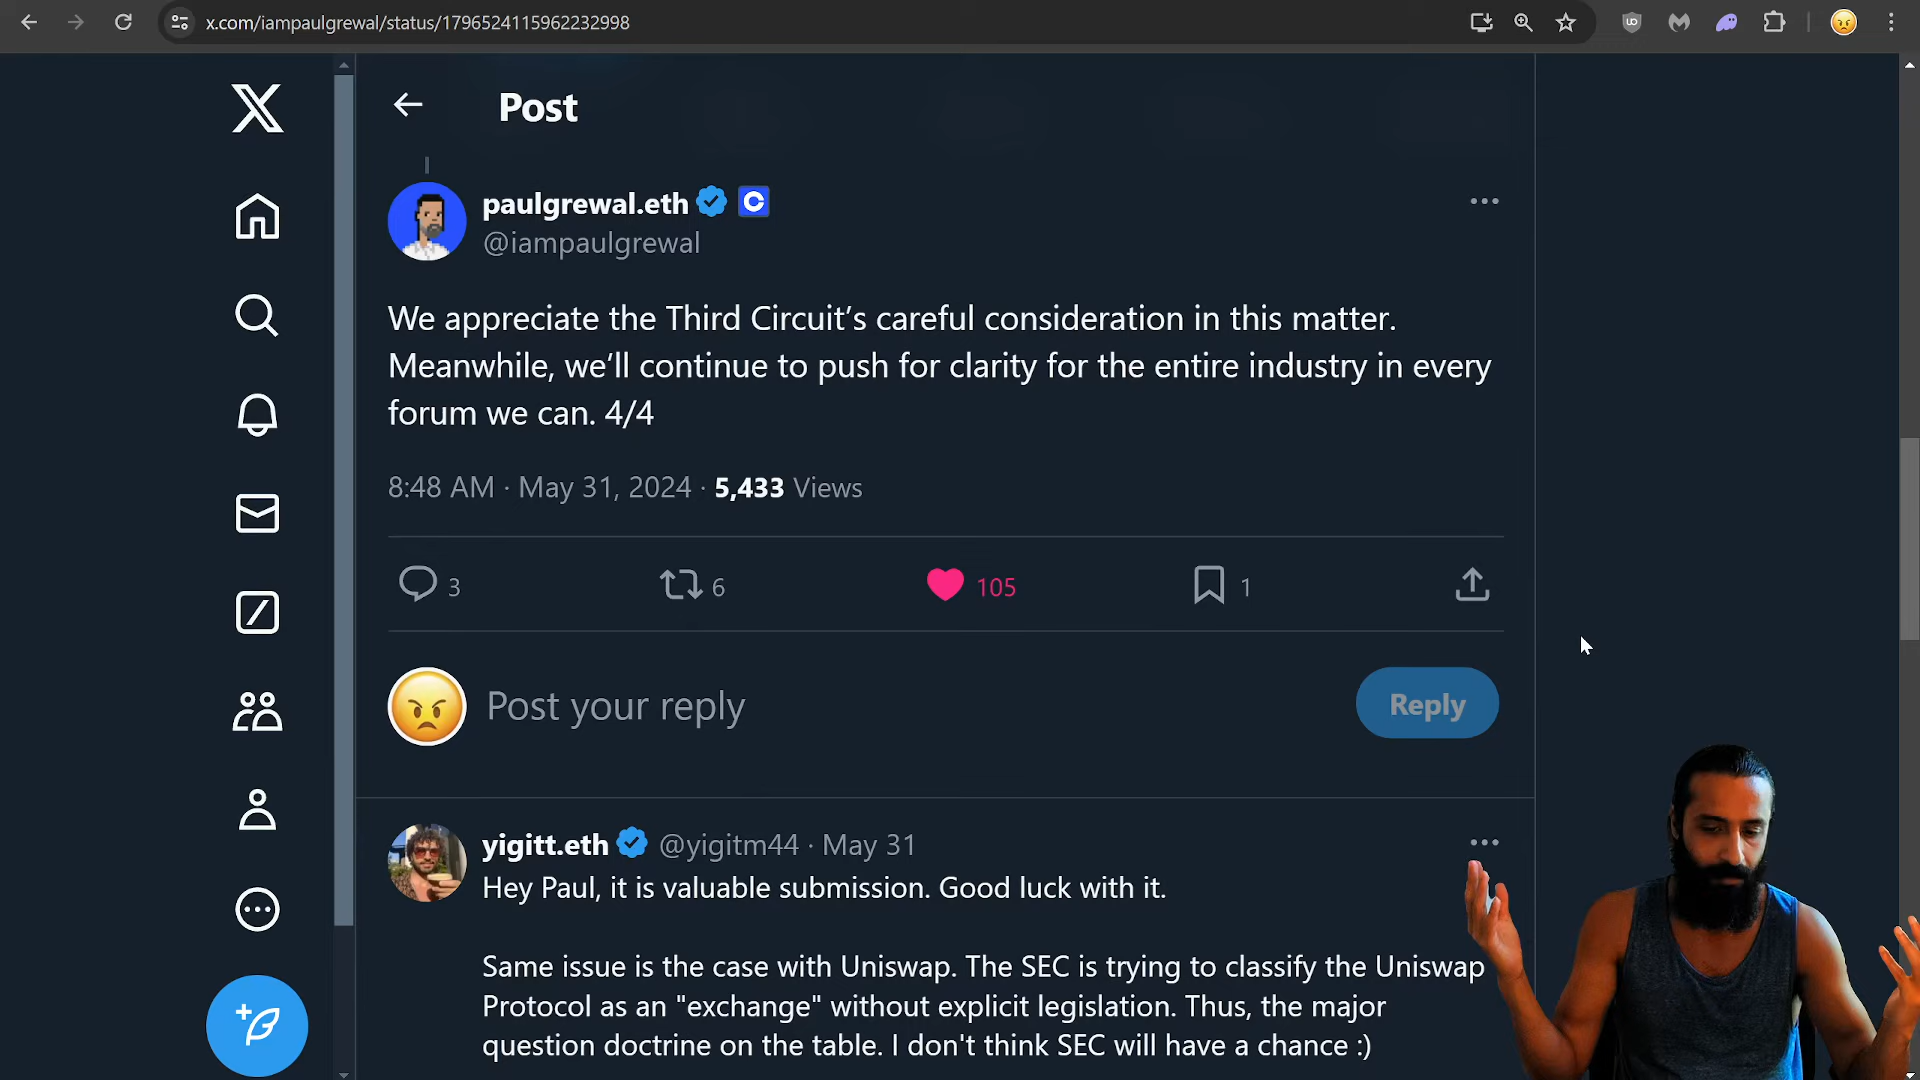 x.com/iampaulgrewal/status/1796524115962232998
Post
paulgrewal.eth
@iampaulgrewal
We appreciate the Third Circuit’s careful consideration in this matter.
Meanwhile, we’ll continue to push for clarity for the entire industry in every
forum we can. 4/4
8:48 AM · May 31, 2024 · 5,433 Views
3 6 105 1
Post your reply
Reply
yigitt.eth @yigitm44 · May 31
Hey Paul, it is valuable submission. Good luck with it.
Same issue is the case with Uniswap. The SEC is trying to classify the Uniswap
Protocol as an "exchange" without explicit legislation. Thus, the major
question doctrine on the table. I don't think SEC will have a chance :)